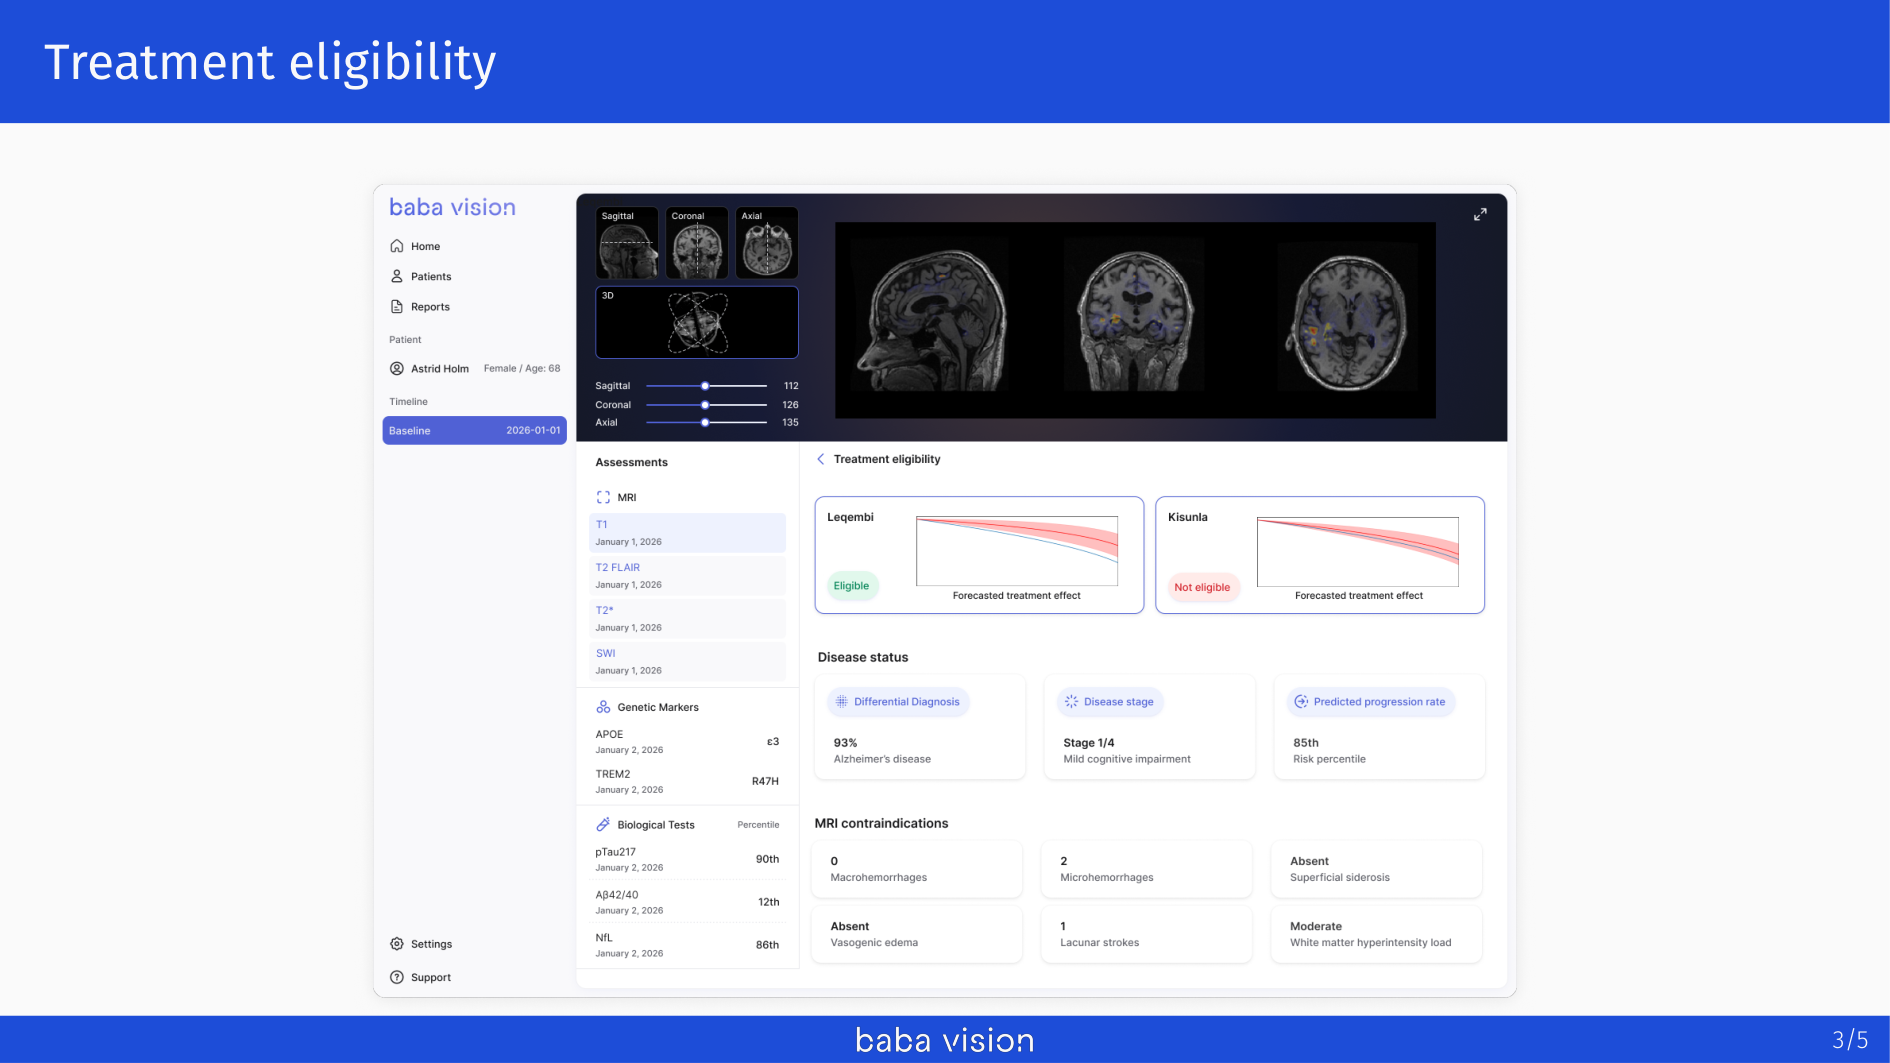 Treatment eligibility
baba vision
Home
Patients
Reports
Patient
Astrid Holm Female / Age: 68
Timeline
Baseline 2026-01-01
Settings
Support
Sagittal Coronal Axial
3D
Sagittal 112
Coronal 126
Axial 135
Assessments
MRI
T1
January 1, 2026
T2 FLAIR
January 1, 2026
T2*
January 1, 2026
SWI
January 1, 2026
Genetic Markers
APOE
January 2, 2026
ε3
TREM2
January 2, 2026
R47H
Biological Tests Percentile
pTau217
January 2, 2026
90th
Aβ42/40
January 2, 2026
12th
NfL
January 2, 2026
86th
Treatment eligibility
Leqembi
Eligible
Forecasted treatment effect
Kisunla
Not eligible
Forecasted treatment effect
Disease status
Differential Diagnosis
93%
Alzheimer's disease
Disease stage
Stage 1/4
Mild cognitive impairment
Predicted progression rate
85th
Risk percentile
MRI contraindications
0
Macrohemorrhages
2
Microhemorrhages
Absent
Superficial siderosis
Absent
Vasogenic edema
1
Lacunar strokes
Moderate
White matter hyperintensity load
baba vision
3/5